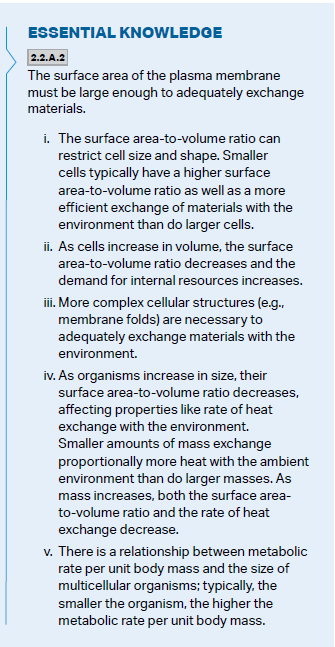 ESSENTIAL KNOWLEDGE
2.2.A.2
The surface area of the plasma membrane
must be large enough to adequately exchange
materials.
i. The surface area-to-volume ratio can
restrict cell size and shape. Smaller
cells typically have a higher surface
area-to-volume ratio as well as a more
efficient exchange of materials with the
environment than do larger cells.
ii. As cells increase in volume, the surface
area-to-volume ratio decreases and the
demand for internal resources increases.
iii. More complex cellular structures (e.g.,
membrane folds) are necessary to
adequately exchange materials with the
environment.
iv. As organisms increase in size, their
surface area-to-volume ratio decreases,
affecting properties like rate of heat
exchange with the environment.
Smaller amounts of mass exchange
proportionally more heat with the ambient
environment than do larger masses. As
mass increases, both the surface area-
to-volume ratio and the rate of heat
exchange decrease.
v. There is a relationship between metabolic
rate per unit body mass and the size of
multicellular organisms; typically, the
smaller the organism, the higher the
metabolic rate per unit body mass.